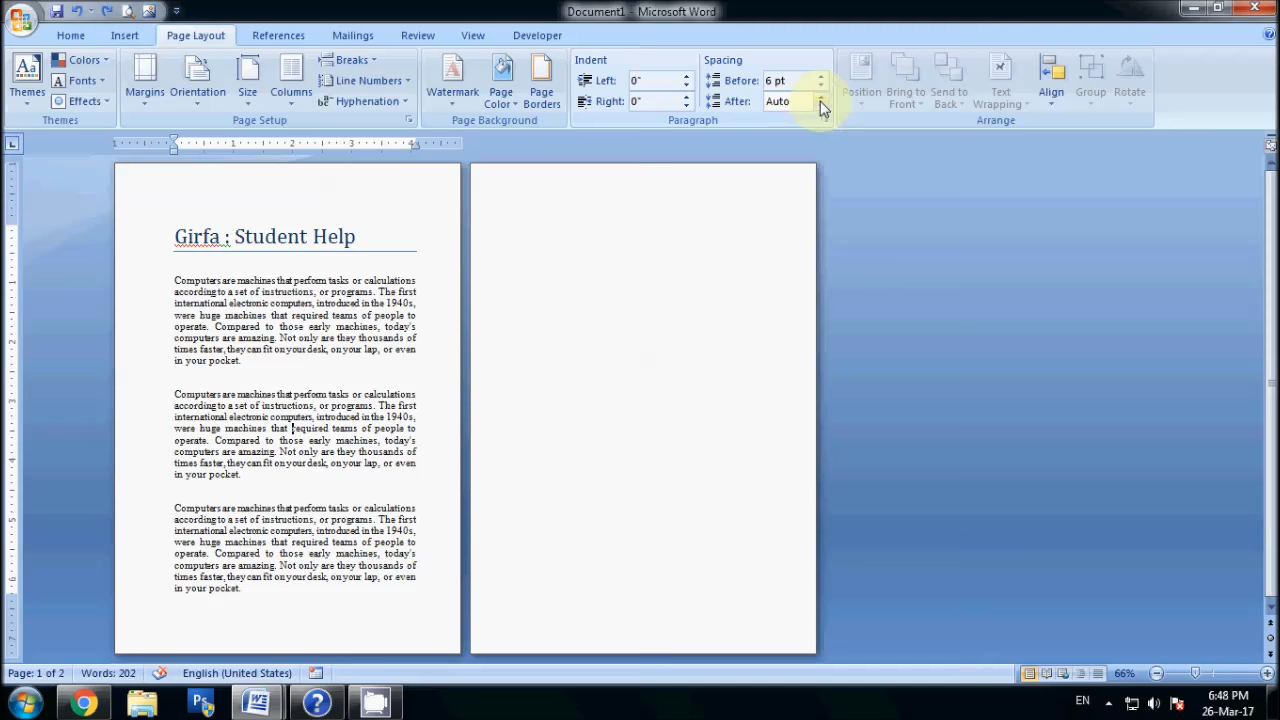 Document1 - Microsoft Word
Home Insert Page Layout References Mailings Review View Developer
Themes
Colors
Fonts
Effects
Themes
Margins
Orientation
Size
Columns
Breaks
Line Numbers
Hyphenation
Page Setup
Watermark
Page Color
Page Borders
Page Background
Indent
Left: 0"
Right: 0"
Spacing
Before: 6 pt
After: Auto
Paragraph
Position
Bring to Front
Send to Back
Text Wrapping
Align
Group
Rotate
Arrange
Girfa : Student Help
Computers are machines that perform tasks or calculations
according to a set of instructions, or programs. The first
international electronic computers, introduced in the 1940s,
were huge machines that required teams of people to
operate. Compared to those early machines, today's
computers are amazing. Not only are they thousands of
times faster, they can fit on your desk, on your lap, or even
in your pocket.
Computers are machines that perform tasks or calculations
according to a set of instructions, or programs. The first
international electronic computers, introduced in the 1940s,
were huge machines that required teams of people to
operate. Compared to those early machines, today's
computers are amazing. Not only are they thousands of
times faster, they can fit on your desk, on your lap, or even
in your pocket.
Computers are machines that perform tasks or calculations
according to a set of instructions, or programs. The first
international electronic computers, introduced in the 1940s,
were huge machines that required teams of people to
operate. Compared to those early machines, today's
computers are amazing. Not only are they thousands of
times faster, they can fit on your desk, on your lap, or even
in your pocket.
Page: 1 of 2 Words: 202 English (United States) 66%
EN 6:48 PM
26-Mar-17